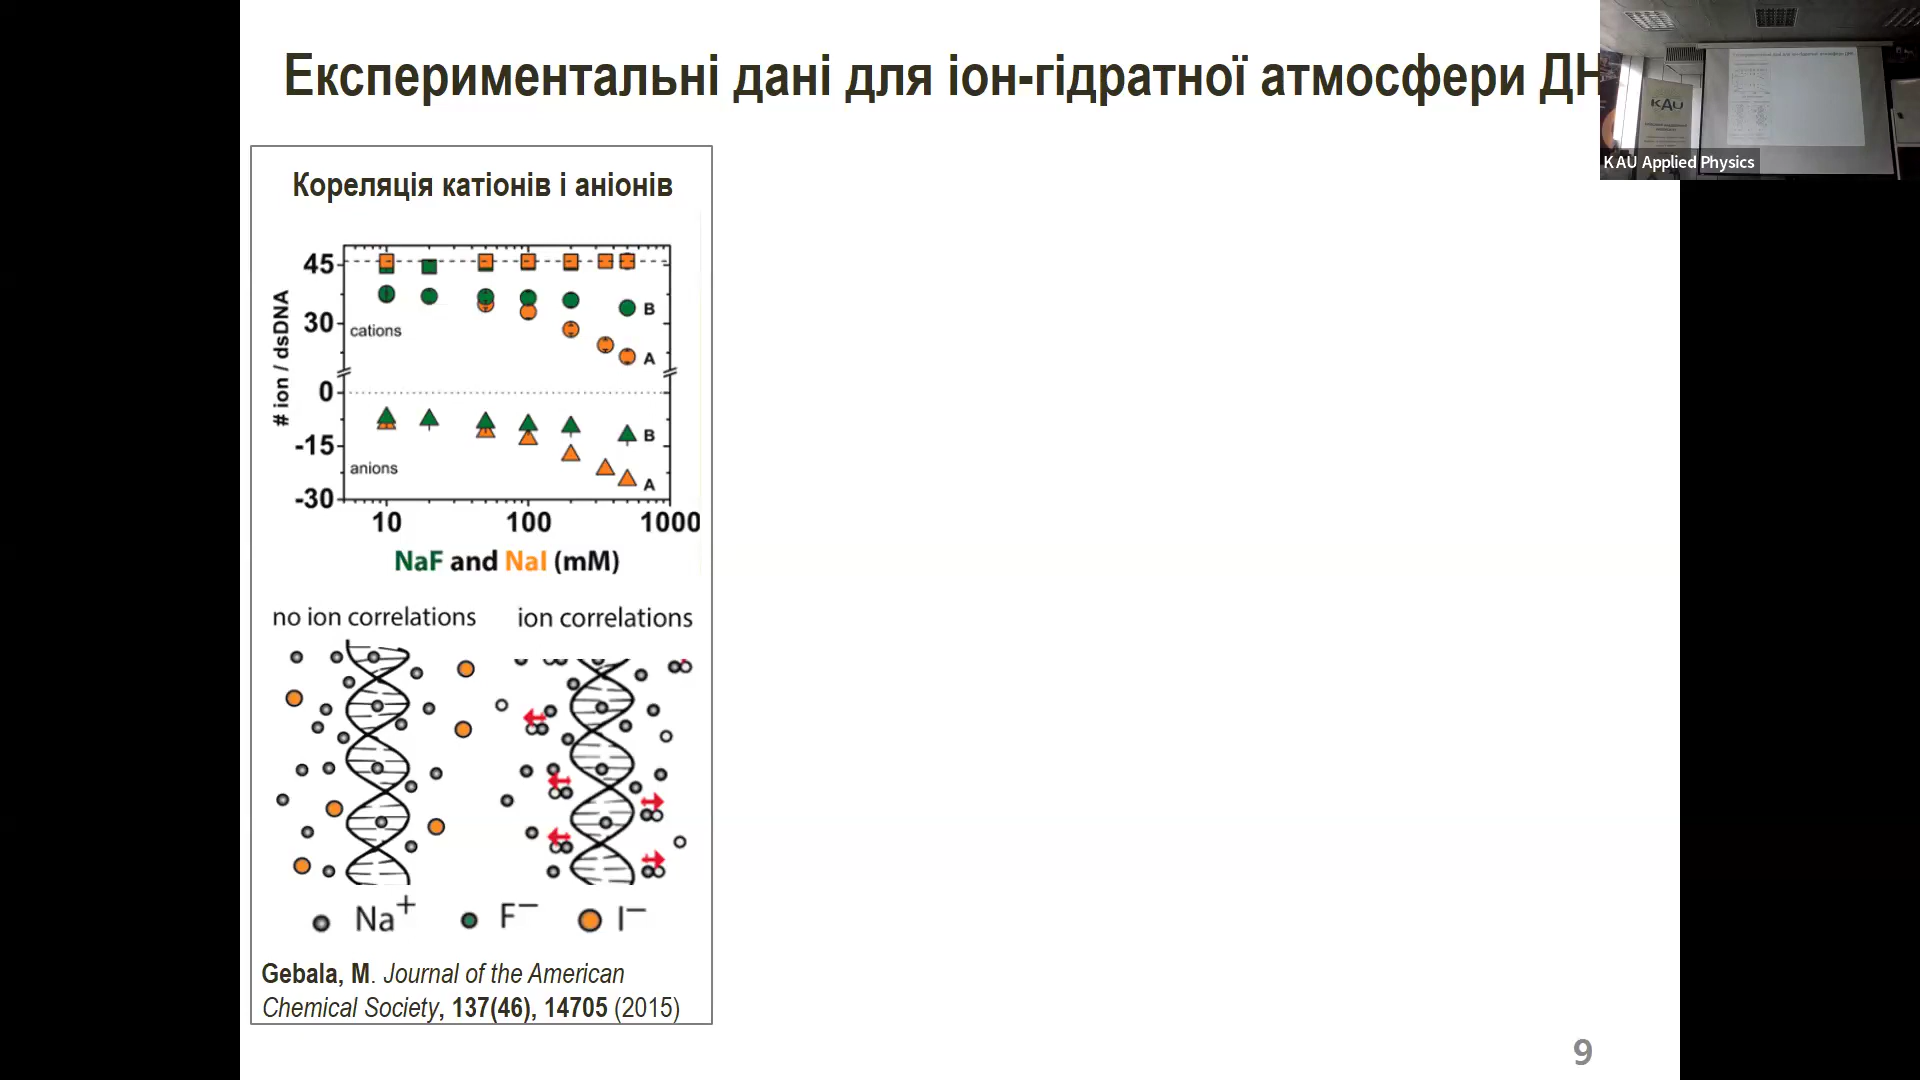 Експериментальні дані для іон-гідратної атмосфери ДН
KAU
KAU Applied Physics
Кореляція катіонів і аніонів
# ion / dsDNA
45
30
0
-15
-30
cations
anions
B
A
B
A
10 100 1000
NaF and NaI (mM)
no ion correlations ion correlations
Na⁺ F⁻ I⁻
Gebala, M. Journal of the American
Chemical Society, 137(46), 14705 (2015)
9